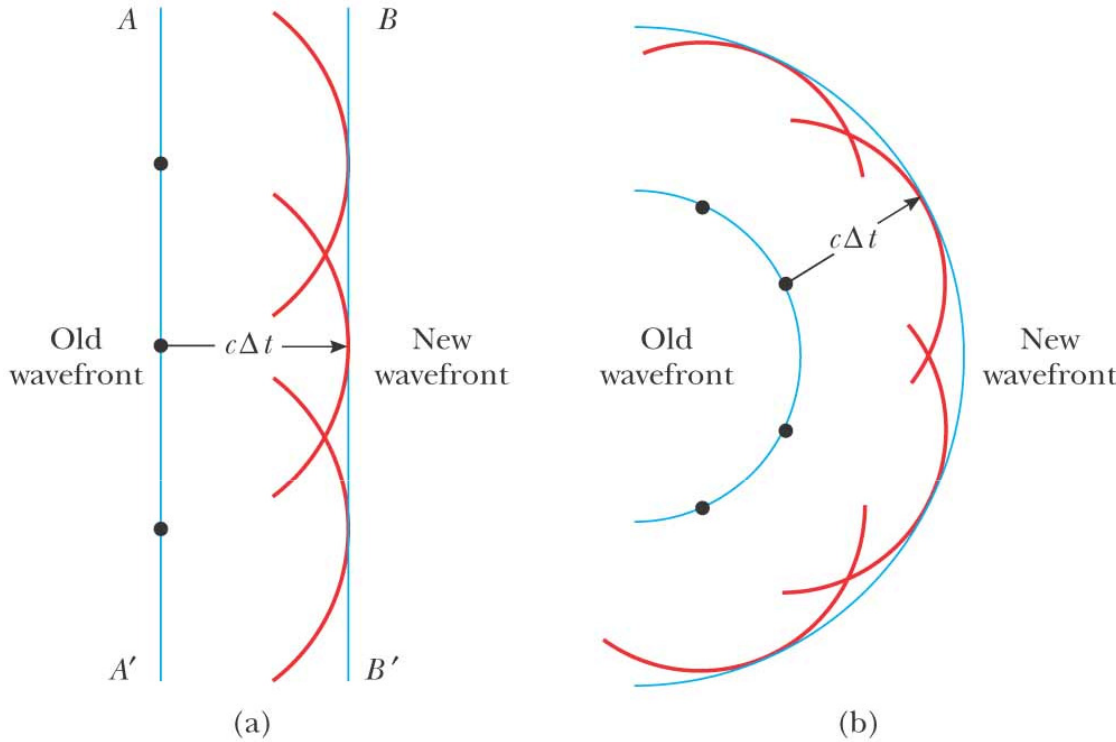 A
B
Old
wavefront
cΔt
New
wavefront
A′
B′
(a)
cΔt
Old
wavefront
New
wavefront
(b)